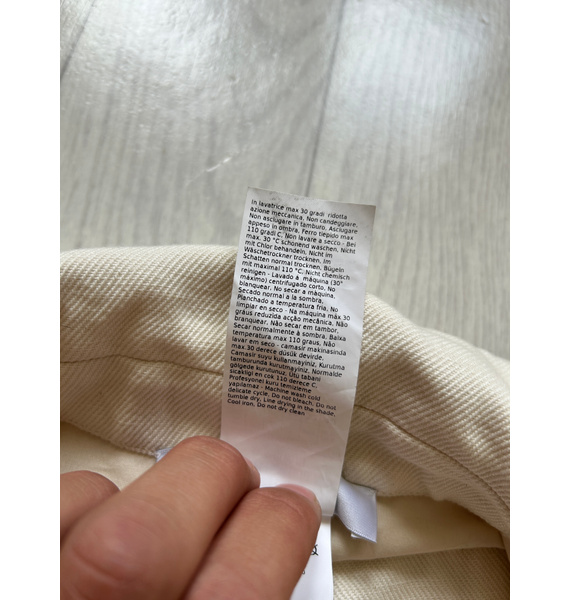 In lavatrice max 30 gradi ridotta
azione meccanica, Non candeggiare,
Non asciugare in tamburo, Asciugare
appeso in ombra, Ferro tiepido max
110 gradi C. Non lavare a secco - Bei
max. 30 °C schonend waschen, Nicht
mit Chlor behandeln, Nicht im
Wäschetrockner trocknen, Im
Schatten normal trocknen, Bügeln
mit maximal 110 °C, Nicht chemisch
reinigen - Lavado à máquina (30°
máximo) centrifugado corto, No
blanquear, No secar a máquina,
Secado normal a la sombra,
Planchado a temperatura fria, No
limpiar en seco - Na máquina máx 30
graus reduzida acção mecânica, Não
branquear, Não secar em tambor,
Secar normalmente à sombra, Baixa
temperatura max 110 graus, Não
lavar em seco - camasir makinasinda
max.30 derece düsük devirde,
Camasir suyu kullanmayiniz, Kurutma
tamburunda kurutmayiniz, Normalde
gölgede kurutunuz, Ütü tabani
sicakligi en cok 110 derece C,
Profesyonel kuru temizleme
yapilamaz - Machine wash cold
delicate cycle, Do not bleach, Do not
tumble dry, Line drying in the shade,
Cool iron, Do not dry clean